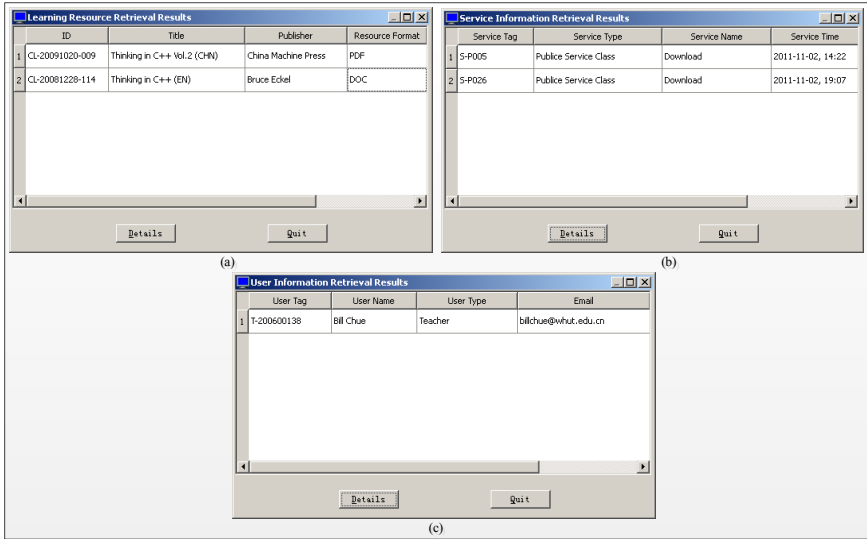 Learning Resource Retrieval Results
ID Title Publisher Resource Format
1 CL-20091020-009 Thinking in C++ Vol.2 (CHN) China Machine Press PDF
2 CL-20081228-114 Thinking in C++ (EN) Bruce Eckel DOC
Details Quit
(a)
Service Information Retrieval Results
Service Tag Service Type Service Name Service Time
1 S-P005 Publice Service Class Download 2011-11-02, 14:22
2 S-P026 Publice Service Class Download 2011-11-02, 19:07
Details Quit
(b)
User Information Retrieval Results
User Tag User Name User Type Email
1 T-200600138 Bill Chue Teacher billchue@whut.edu.cn
Details Quit
(c)